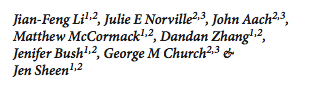 Jian-Feng Li1,2, Julie E Norville2,3, John Aach2,3,
Matthew McCormack1,2, Dandan Zhang1,2,
Jenifer Bush1,2, George M Church2,3 &
Jen Sheen1,2